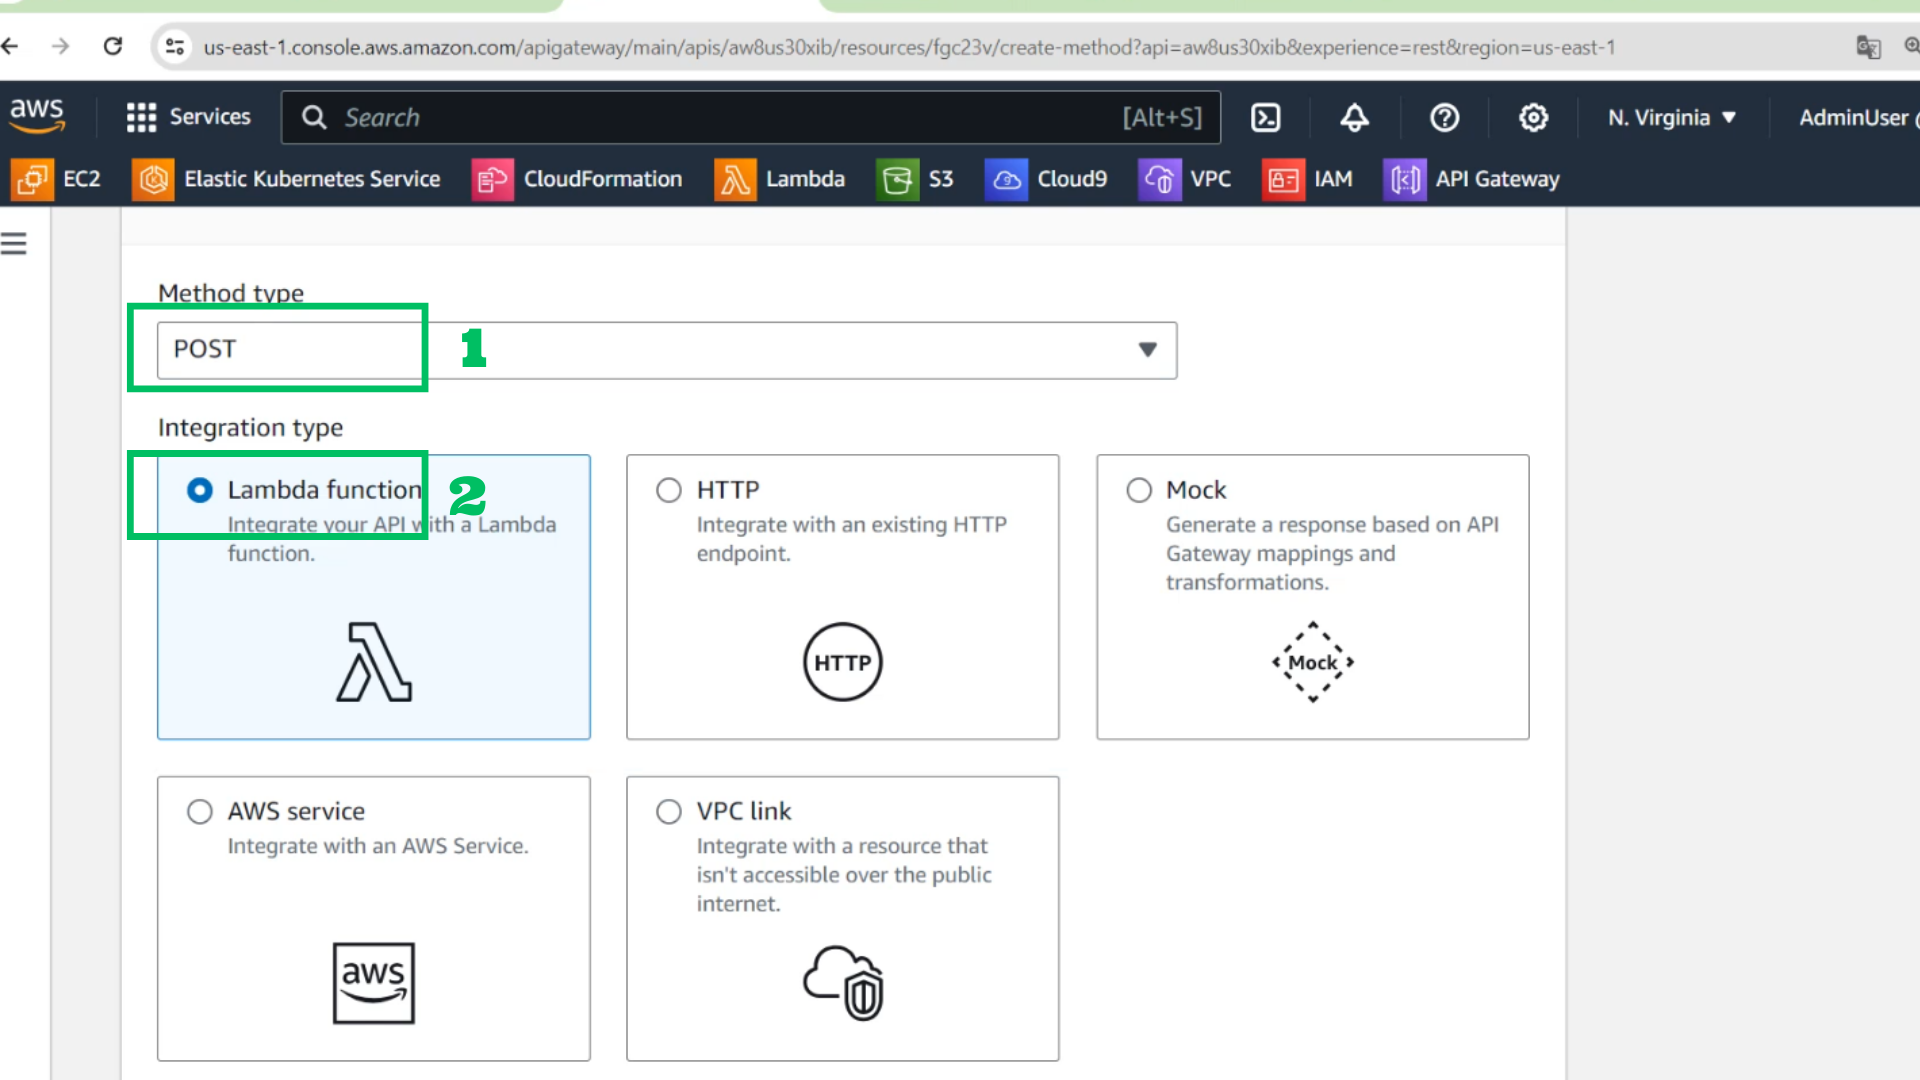 us-east-1.console.aws.amazon.com/apigateway/main/apis/aw8us30xib/resources/fgc23v/create-method?api=aw8us30xib&experience=rest&region=us-east-1
aws Services Search [Alt+S] N. Virginia AdminUser
EC2 Elastic Kubernetes Service CloudFormation Lambda S3 Cloud9 VPC IAM API Gateway
Method type
POST 1
Integration type
Lambda function 2
Integrate your API with a Lambda
function.
HTTP
Integrate with an existing HTTP
endpoint.
HTTP
Mock
Generate a response based on API
Gateway mappings and
transformations.
Mock
AWS service
Integrate with an AWS Service.
aws
VPC link
Integrate with a resource that
isn't accessible over the public
internet.